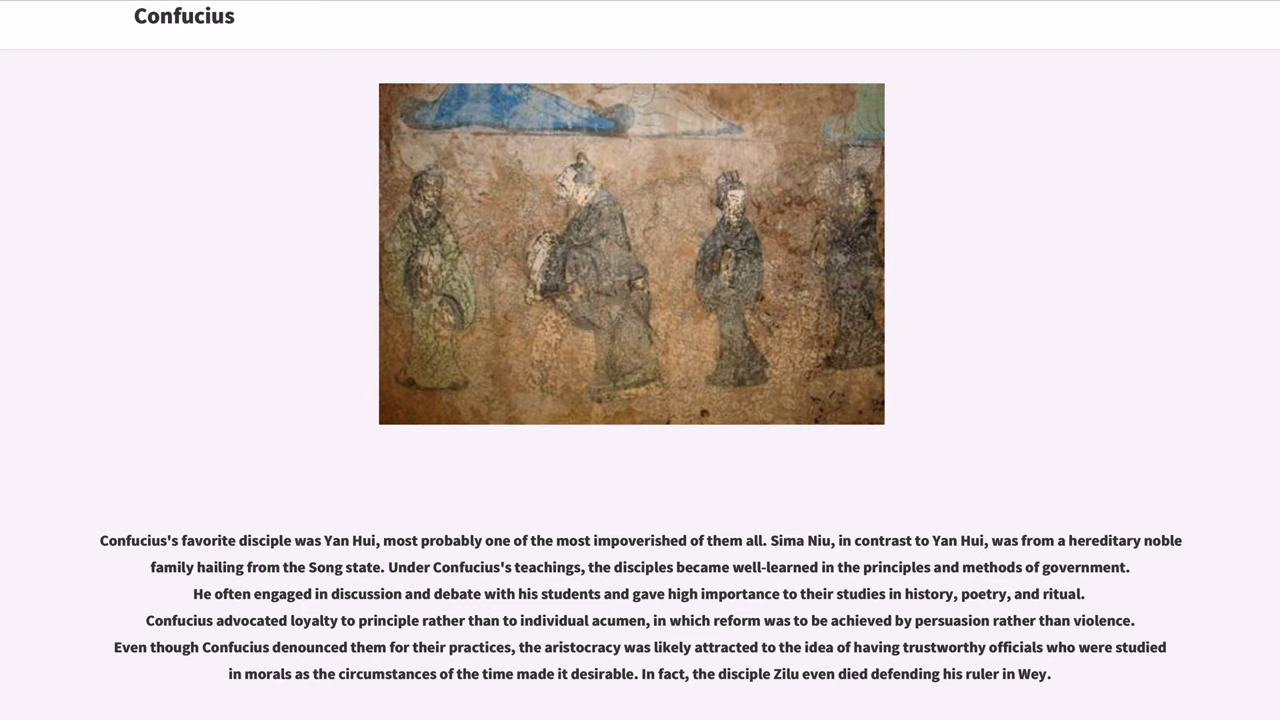 Confucius
Confucius's favorite disciple was Yan Hui, most probably one of the most impoverished of them all. Sima Niu, in contrast to Yan Hui, was from a hereditary noble
family hailing from the Song state. Under Confucius's teachings, the disciples became well-learned in the principles and methods of government.
He often engaged in discussion and debate with his students and gave high importance to their studies in history, poetry, and ritual.
Confucius advocated loyalty to principle rather than to individual acumen, in which reform was to be achieved by persuasion rather than violence.
Even though Confucius denounced them for their practices, the aristocracy was likely attracted to the idea of having trustworthy officials who were studied
in morals as the circumstances of the time made it desirable. In fact, the disciple Zilu even died defending his ruler in Wey.